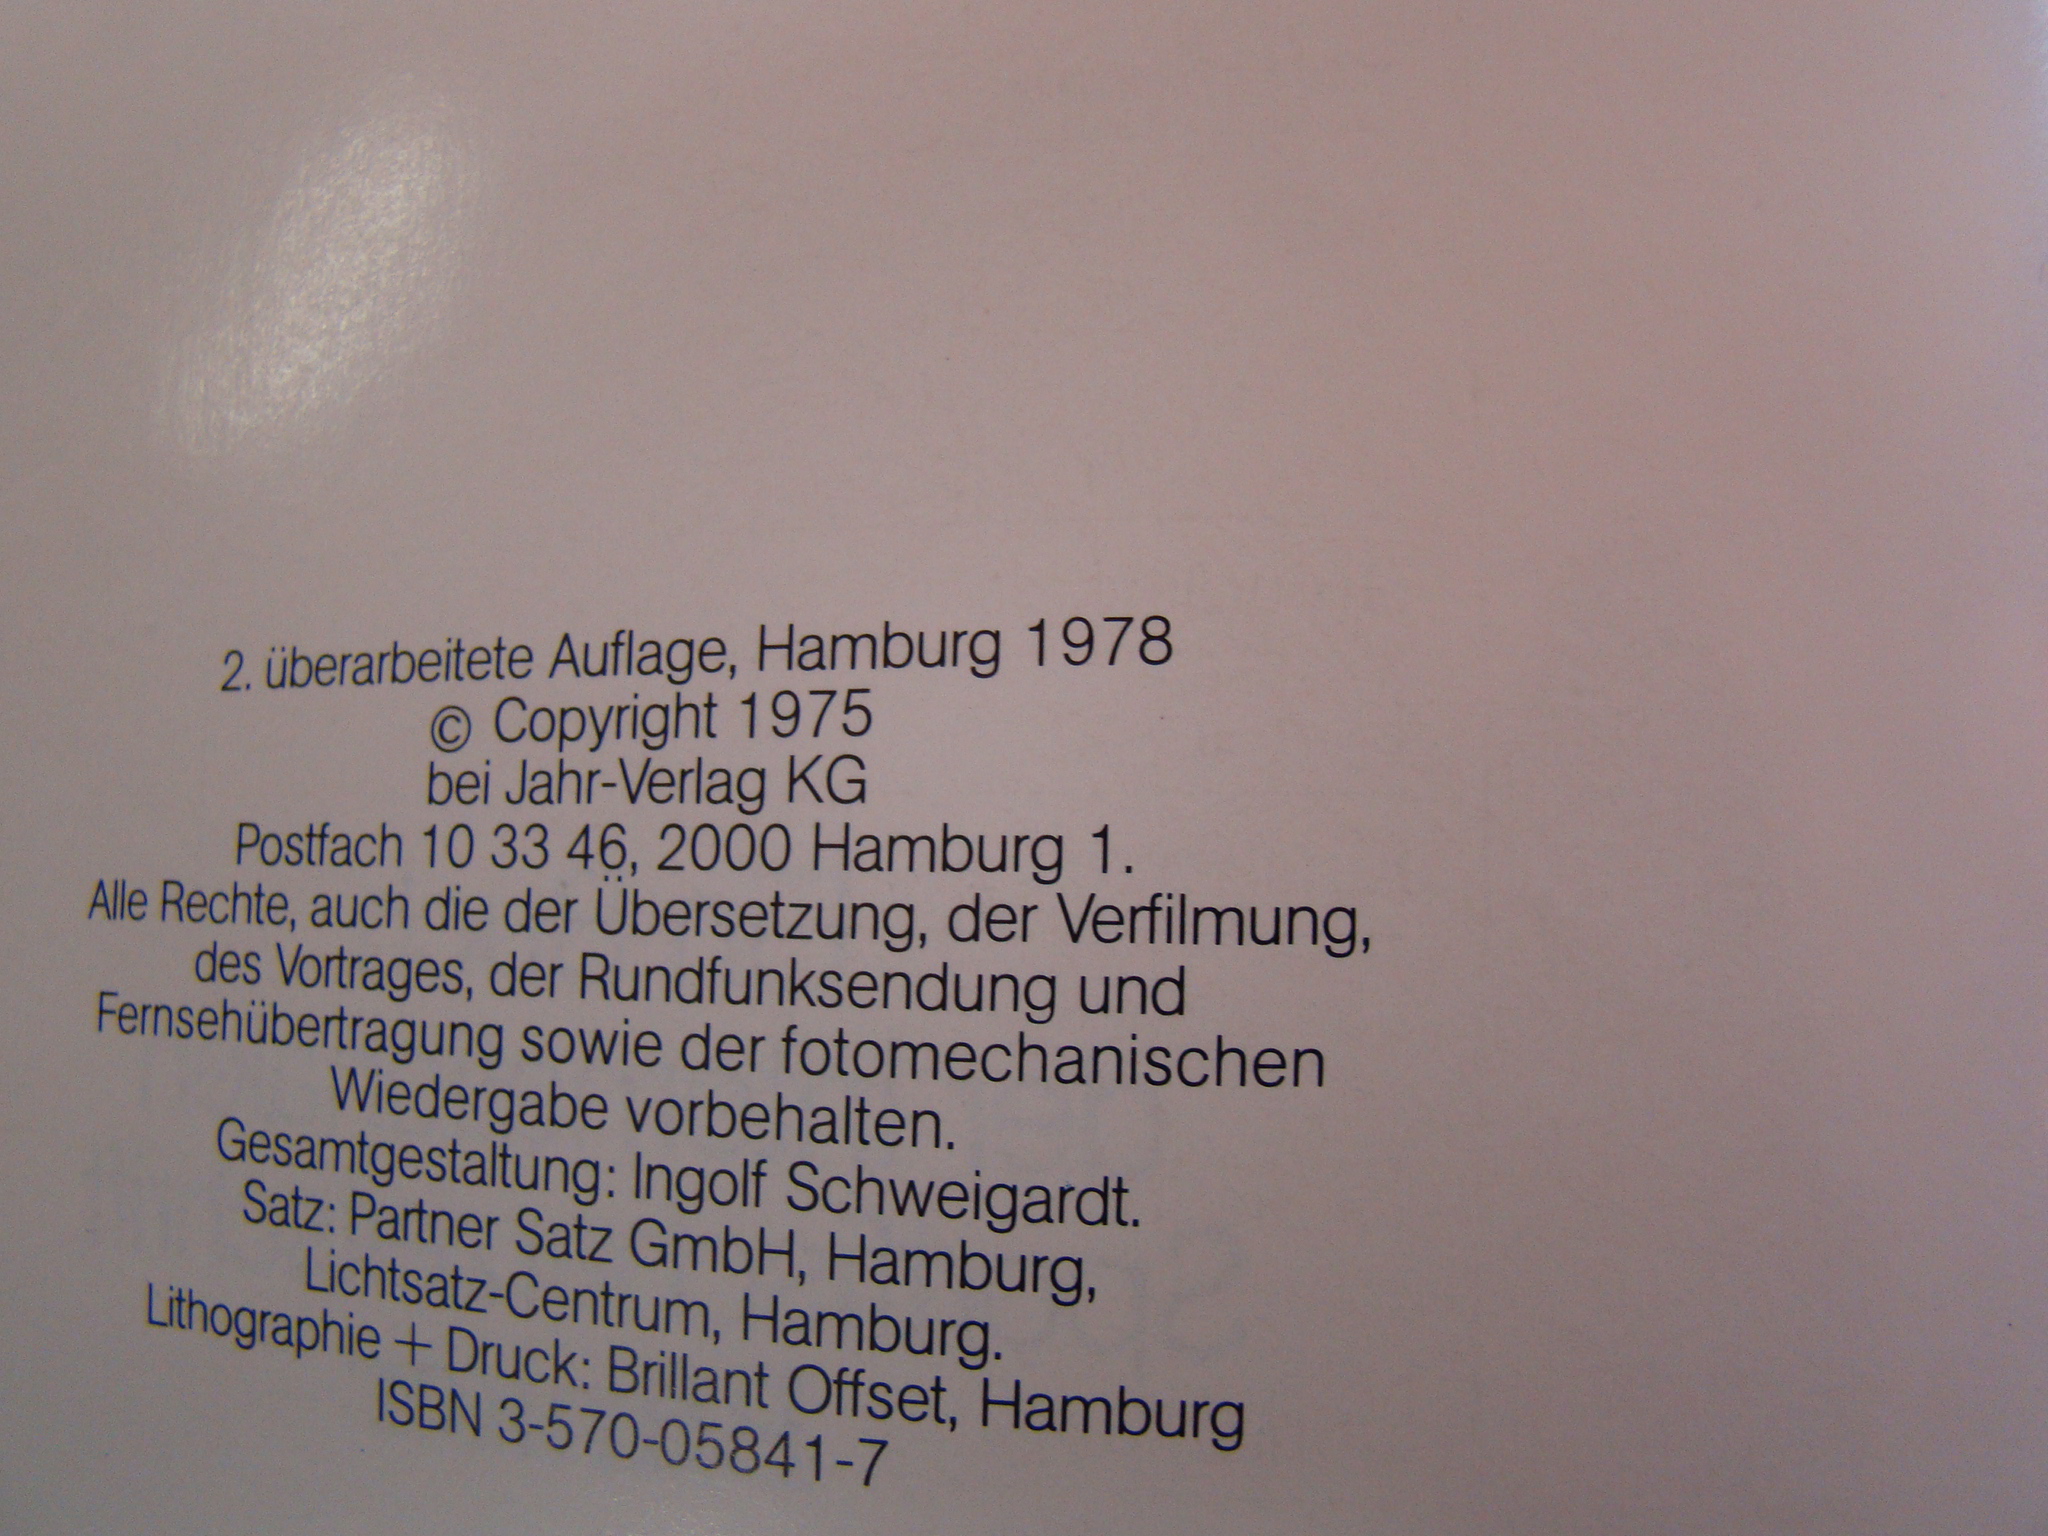 2. überarbeitete Auflage, Hamburg 1978
© Copyright 1975
bei Jahr-Verlag KG
Postfach 10 33 46, 2000 Hamburg 1.
Alle Rechte, auch die der Übersetzung, der Verfilmung,
des Vortrages, der Rundfunksendung und
Fernsehübertragung sowie der fotomechanischen
Wiedergabe vorbehalten.
Gesamtgestaltung: Ingolf Schweigardt.
Satz: Partner Satz GmbH, Hamburg,
Lichtsatz-Centrum, Hamburg.
Lithographie + Druck: Brillant Offset, Hamburg
ISBN 3-570-05841-7